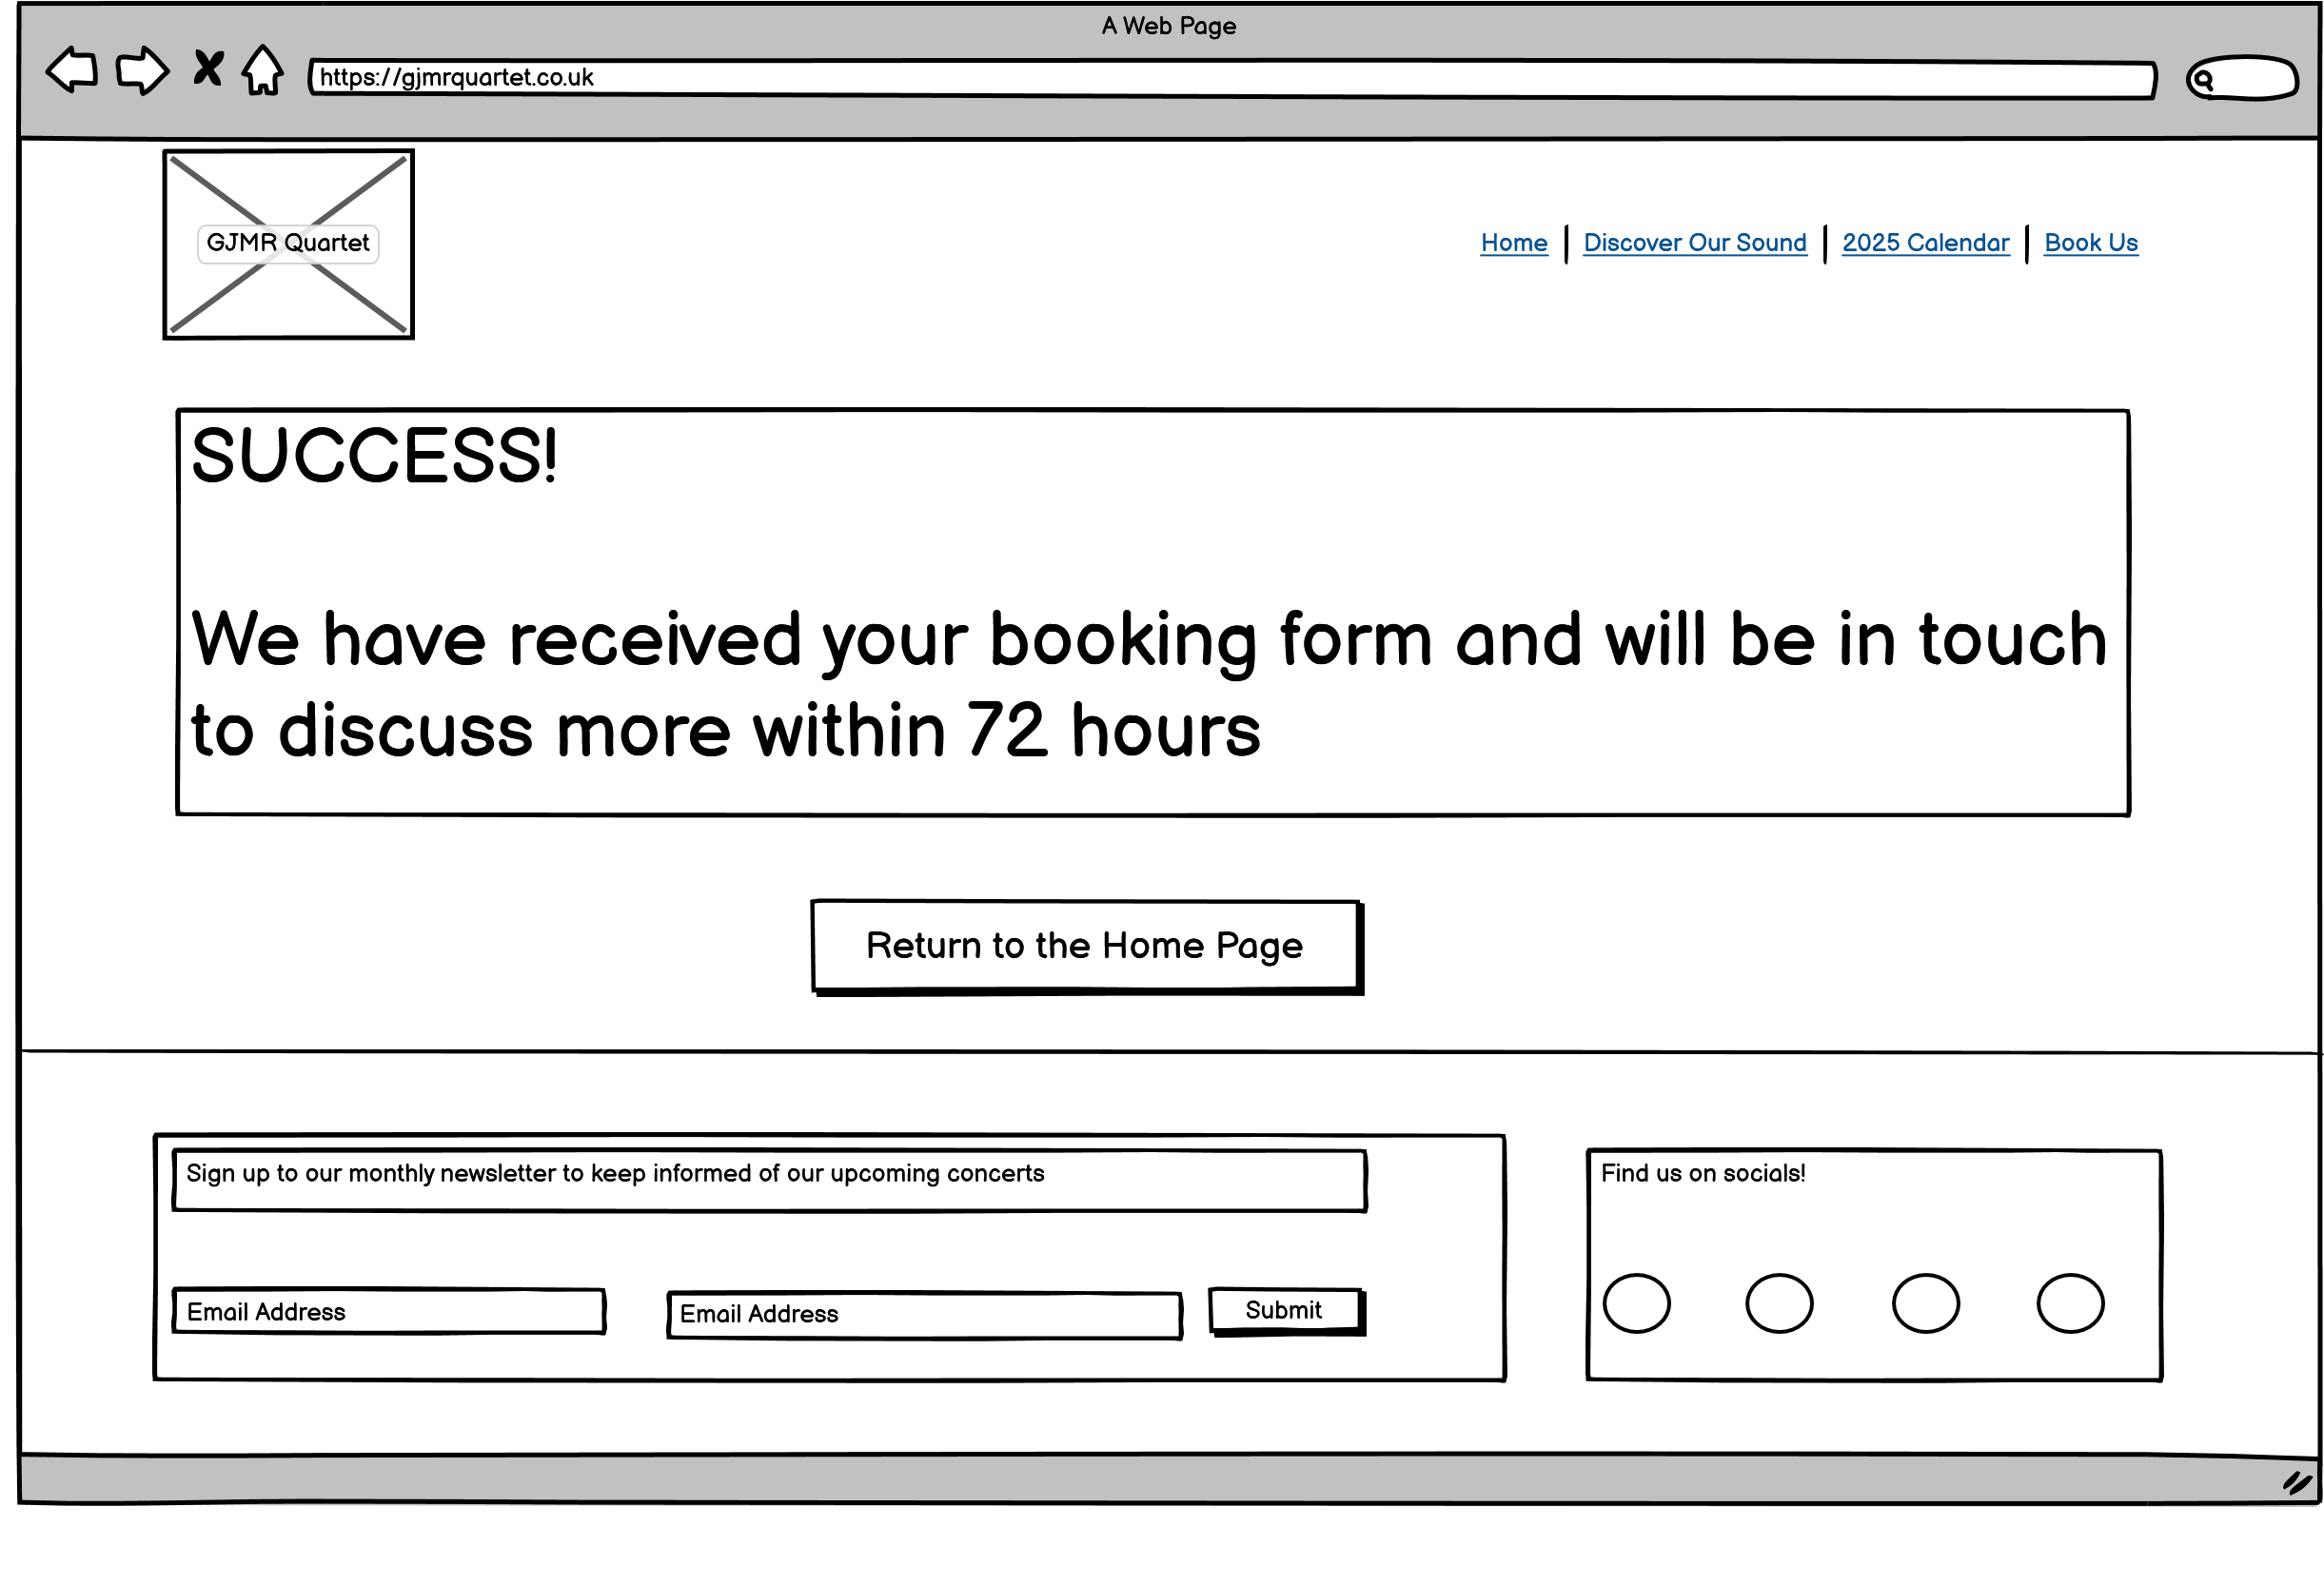 A Web Page
https://gjmrquartet.co.uk
GJMR Quartet
Home | Discover Our Sound | 2025 Calendar | Book Us
SUCCESS!
We have received your booking form and will be in touch
to discuss more within 72 hours
Return to the Home Page
Sign up to our monthly newsletter to keep informed of our upcoming concerts
Email Address
Email Address
Submit
Find us on socials!